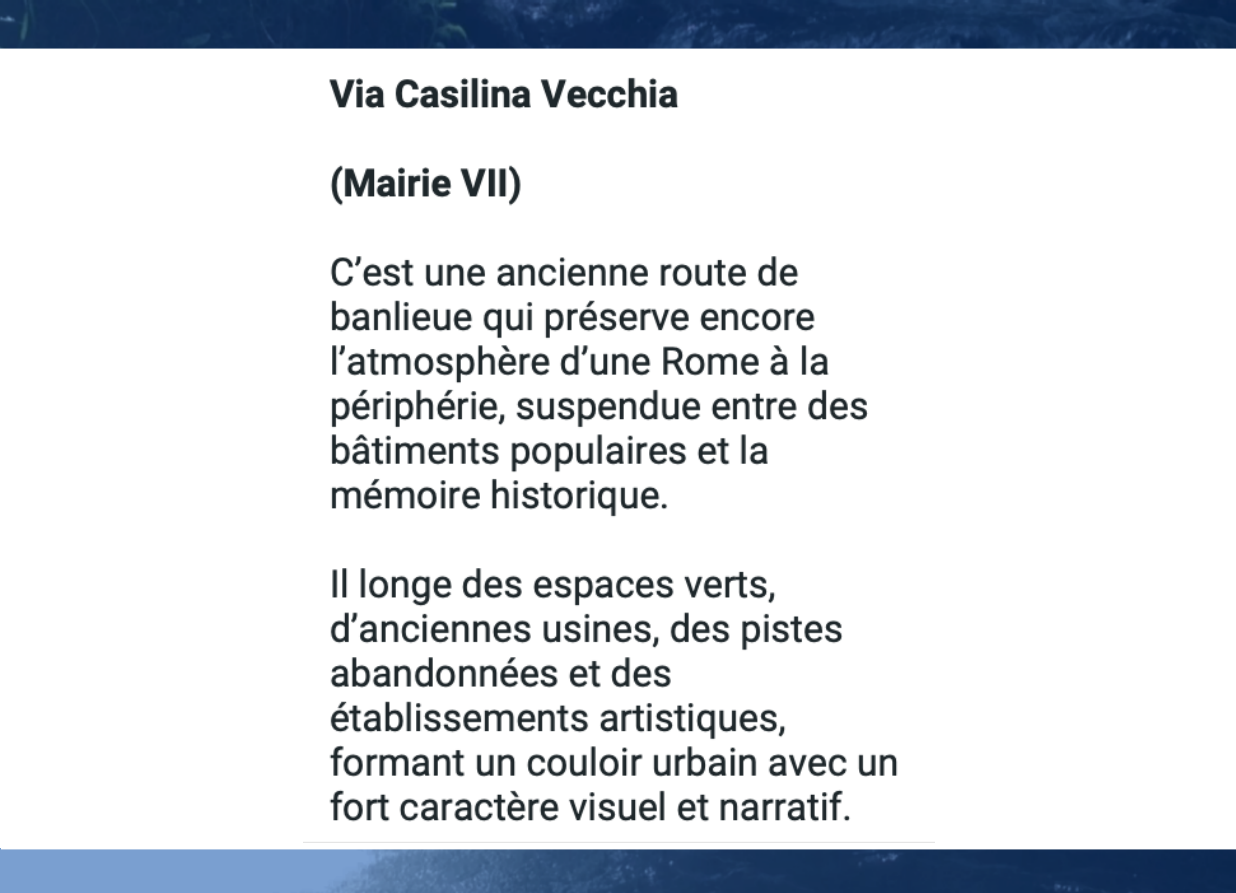 Via Casilina Vecchia
(Mairie VII)
C’est une ancienne route de
banlieue qui préserve encore
l’atmosphère d’une Rome à la
périphérie, suspendue entre des
bâtiments populaires et la
mémoire historique.
Il longe des espaces verts,
d’anciennes usines, des pistes
abandonnées et des
établissements artistiques,
formant un couloir urbain avec un
fort caractère visuel et narratif.